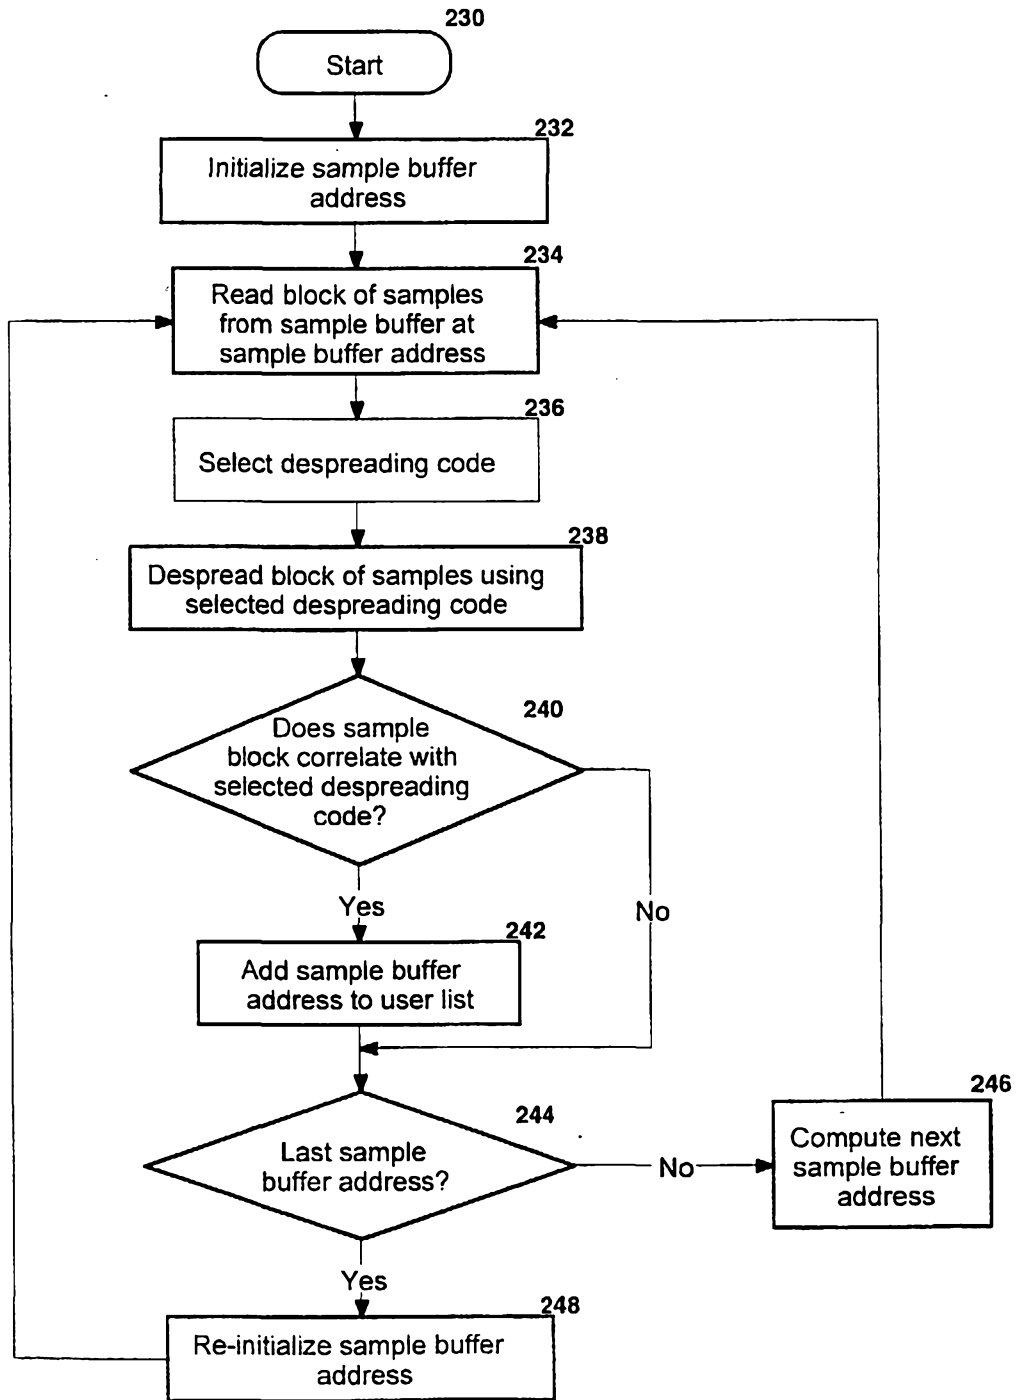 230
Start
232
Initialize sample buffer
address
234
Read block of samples
from sample buffer at
sample buffer address
236
Select despreading code
238
Despread block of samples using
selected despreading code
240
Does sample
block correlate with
selected despreading
code?
Yes
No
242
Add sample buffer
address to user list
244
Last sample
buffer address?
No
246
Compute next
sample buffer
address
Yes
248
Re-initialize sample buffer
address